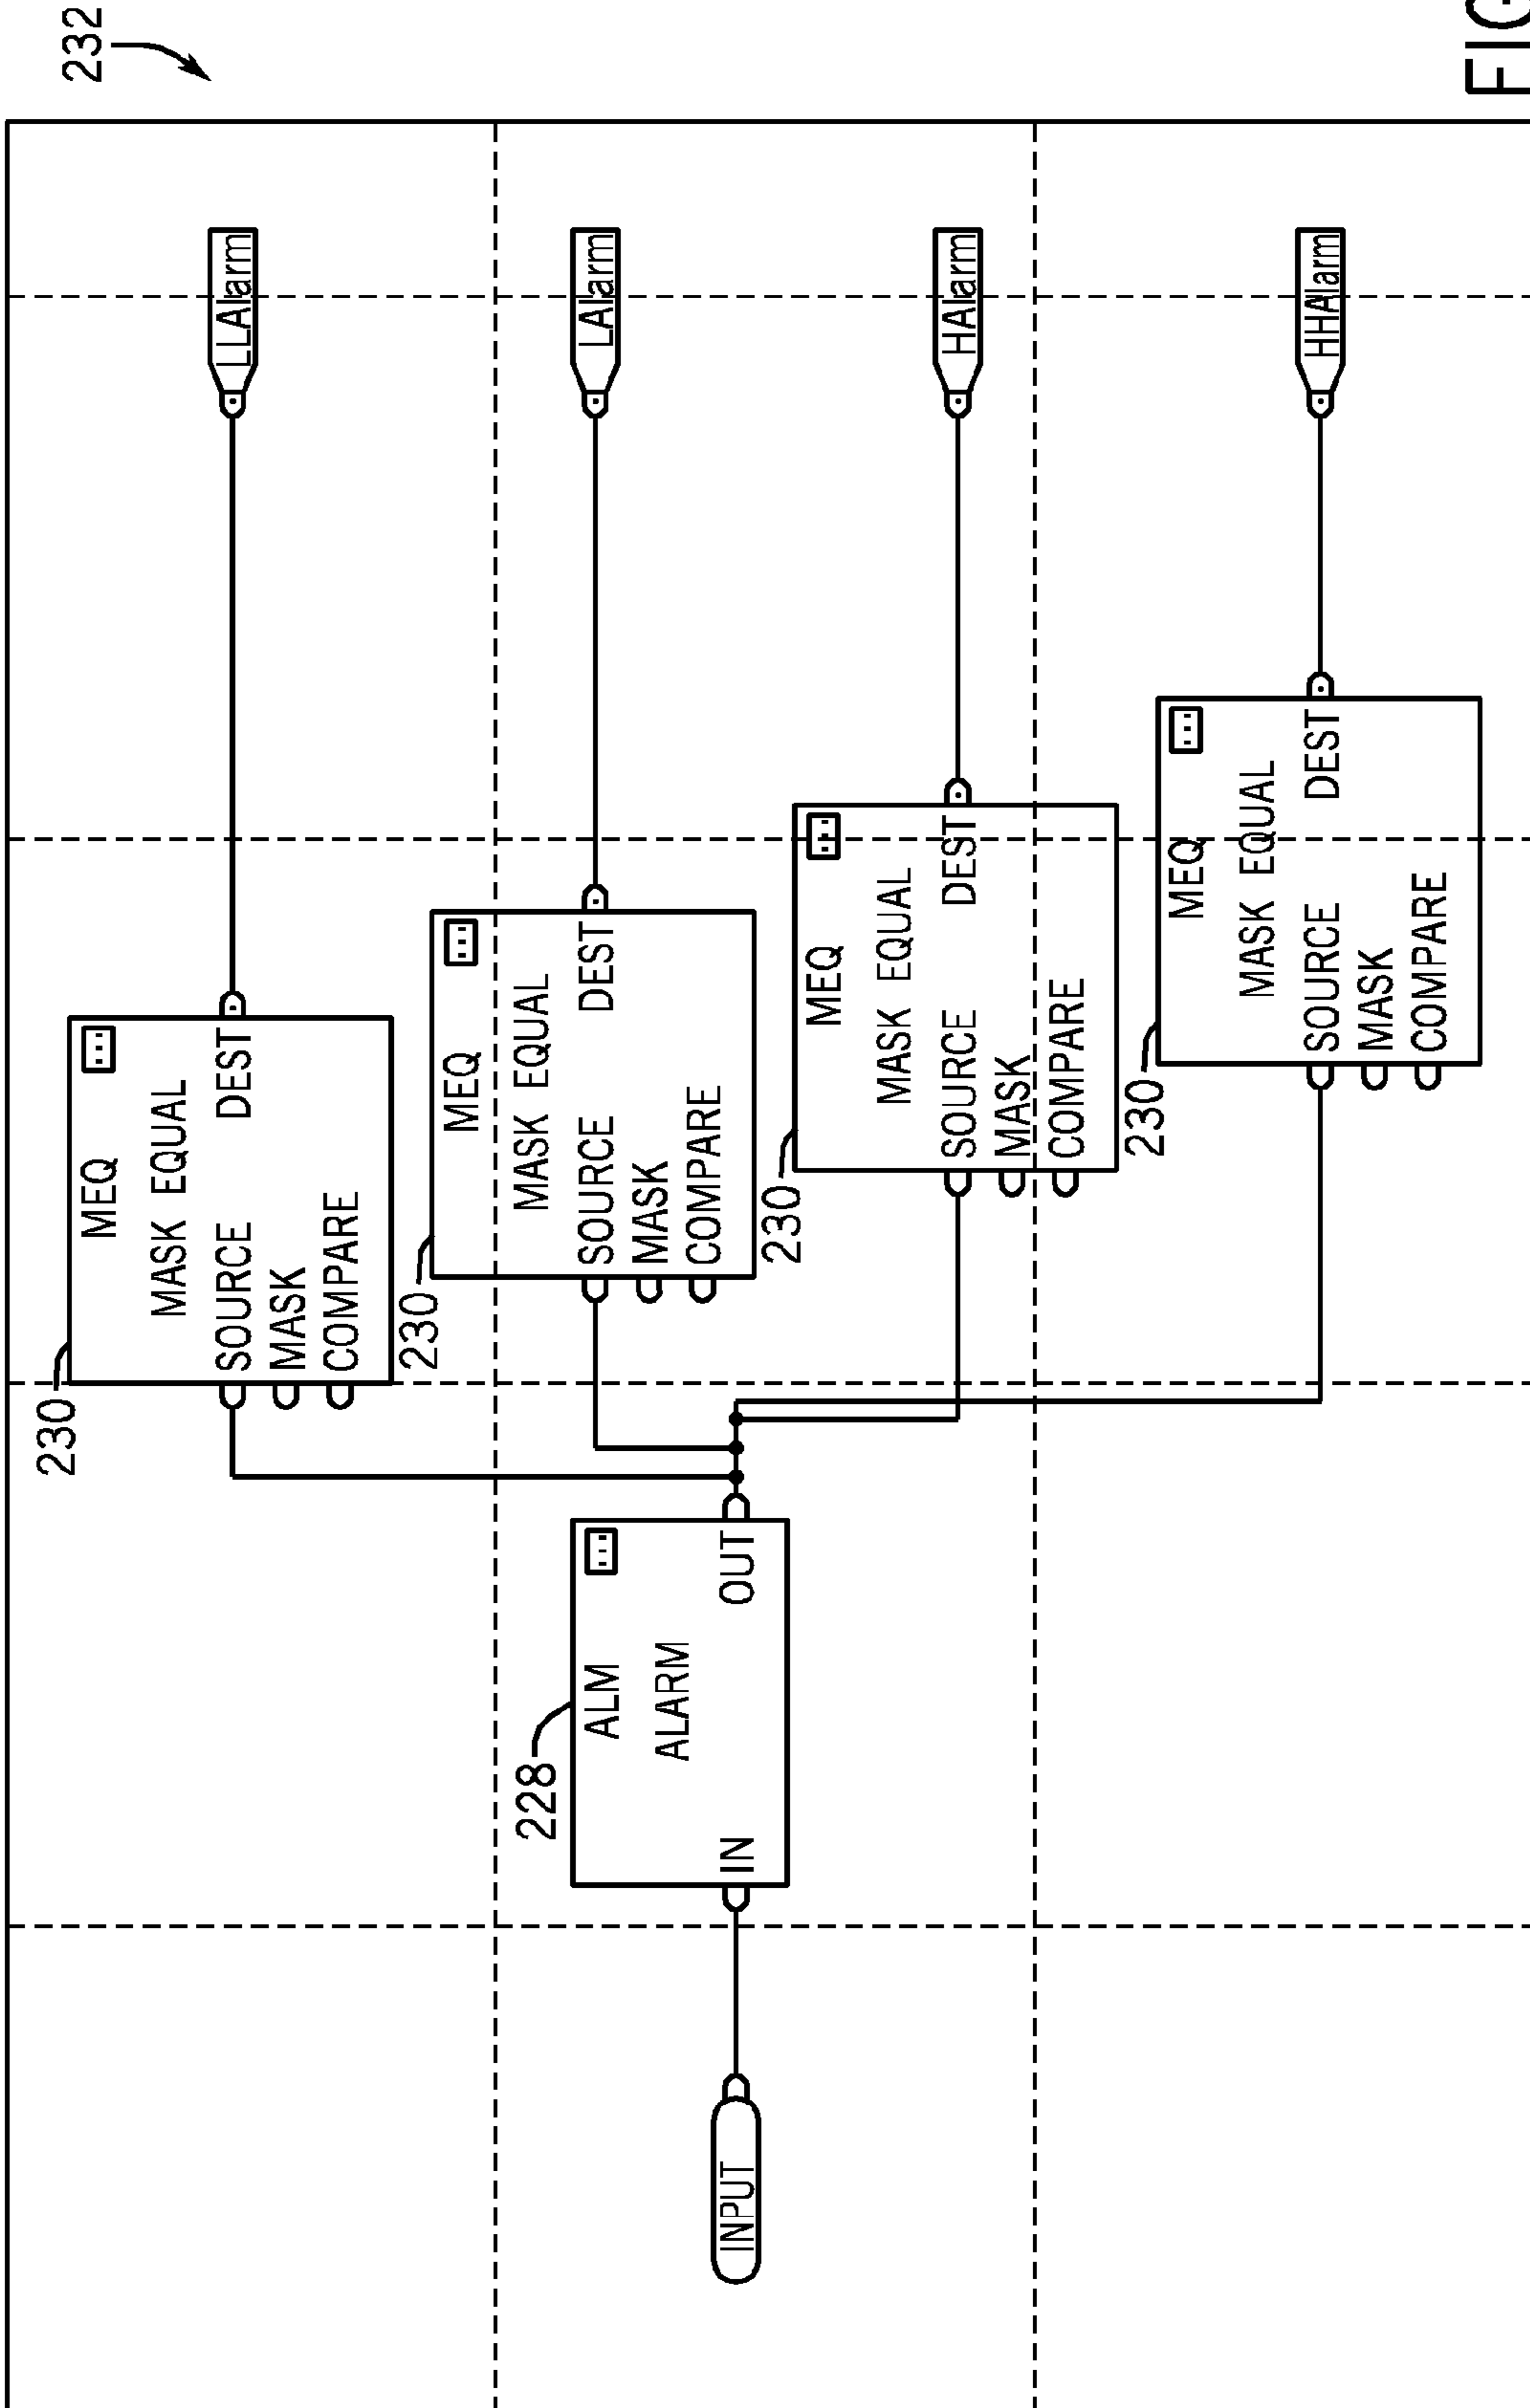 232
230
MEQ
MASK EQUAL
SOURCE DEST
MASK
COMPARE
LLAlarm
230
MEQ
MASK EQUAL
SOURCE DEST
MASK
COMPARE
LAlarm
228
ALM
ALARM
IN OUT
INPUT
230
MEQ
MASK EQUAL
SOURCE DEST
MASK
COMPARE
HAlarm
230
MEQ
MASK EQUAL
SOURCE DEST
MASK
COMPARE
HHAlarm
FIG